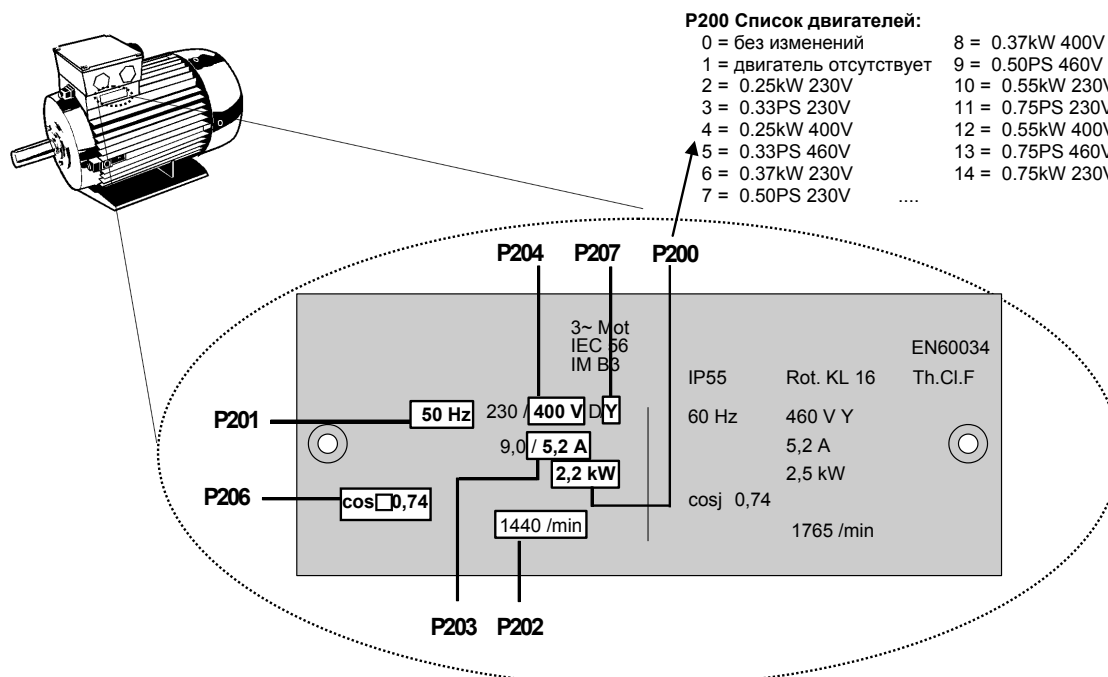 P200 Список двигателей:
0 = без изменений
1 = двигатель отсутствует
2 = 0.25kW 230V
3 = 0.33PS 230V
4 = 0.25kW 400V
5 = 0.33PS 460V
6 = 0.37kW 230V
7 = 0.50PS 230V ....
8 = 0.37kW 400V
9 = 0.50PS 460V
10 = 0.55kW 230V
11 = 0.75PS 230V
12 = 0.55kW 400V
13 = 0.75PS 460V
14 = 0.75kW 230V
P204 P207 P200
3~ Mot
IEC 56
IM B3
EN60034
IP55 Rot. KL 16 Th.Cl.F
P201 50 Hz 230 / 400 V D Y 60 Hz 460 V Y
9,0 / 5,2 A 5,2 A
2,2 kW 2,5 kW
P206 cos□0,74 cosj 0,74
1440 /min 1765 /min
P203 P202